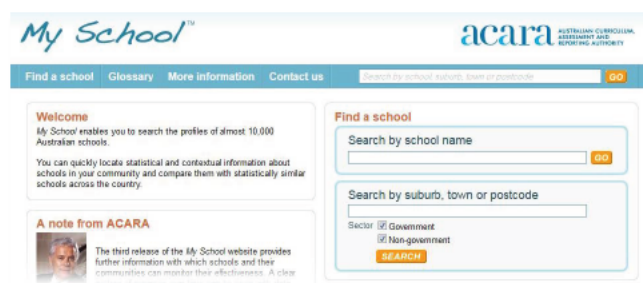 My School™
acara AUSTRALIAN CURRICULUM,
ASSESSMENT AND
REPORTING AUTHORITY
Find a school Glossary More information Contact us Search by school, suburb, town or postcode GO
Welcome
My School enables you to search the profiles of almost 10,000
Australian schools.
You can quickly locate statistical and contextual information about
schools in your community and compare them with statistically similar
schools across the country.
A note from ACARA
The third release of the My School website provides
further information with which schools and their
communities can monitor their effectiveness. A clear
Find a school
Search by school name
GO
Search by suburb, town or postcode
Sector Government
Non-government
SEARCH